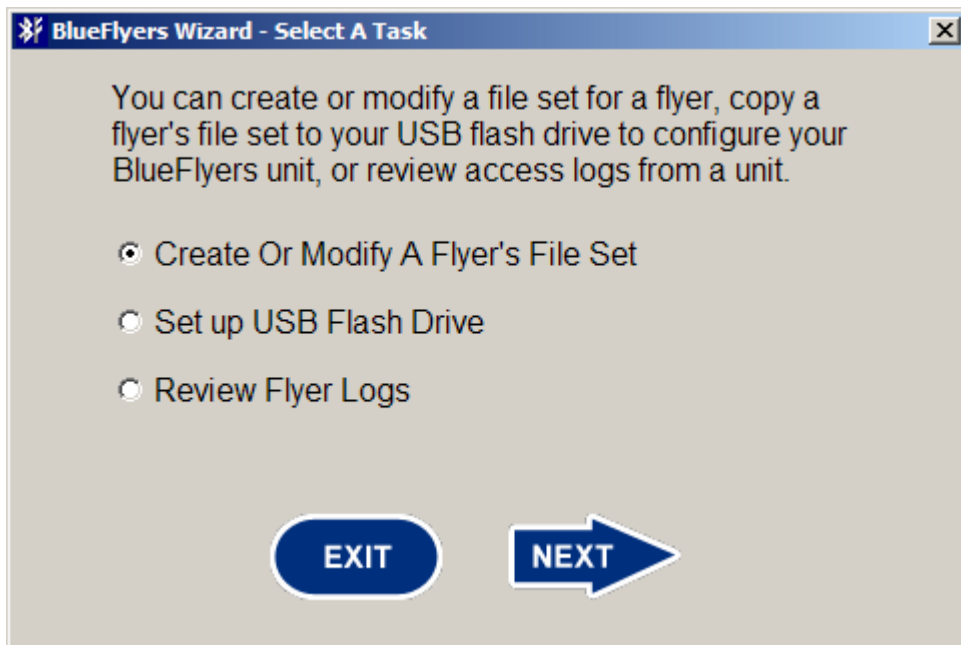 BlueFlyers Wizard - Select A Task
You can create or modify a file set for a flyer, copy a
flyer's file set to your USB flash drive to configure your
BlueFlyers unit, or review access logs from a unit.
Create Or Modify A Flyer's File Set
Set up USB Flash Drive
Review Flyer Logs
EXIT
NEXT